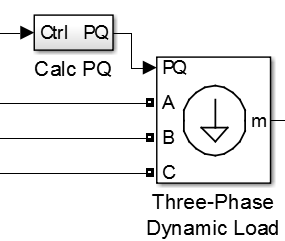 Ctrl PQ
Calc PQ
PQ
A
B
m
C
Three-Phase
Dynamic Load